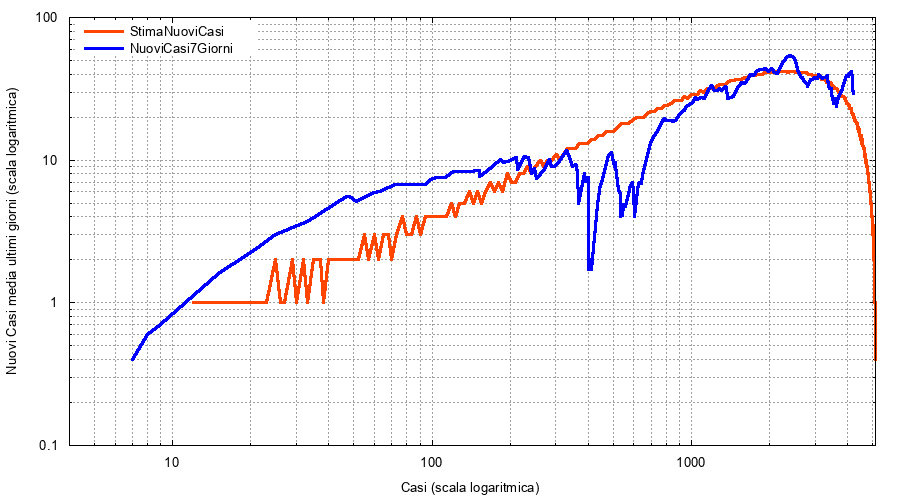 100
StimaNuoviCasi
NuoviCasi7Giorni
10
1
0.1
10
100
1000
Nuovi Casi media ultimi giorni (scala logaritmica)
Casi (scala logaritmica)